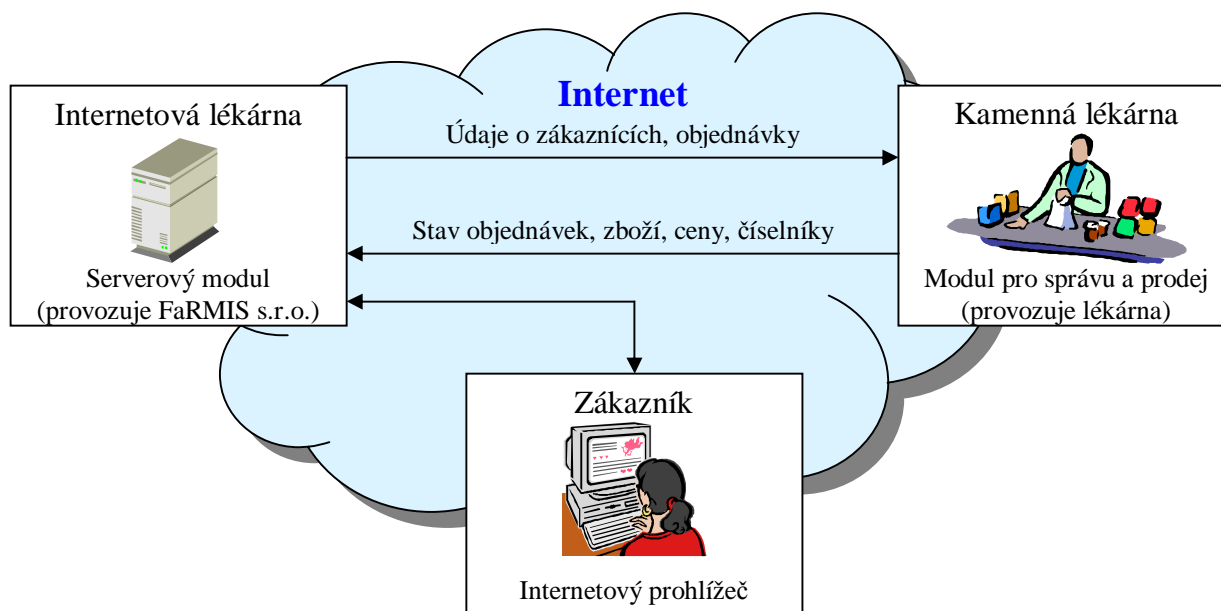 Internet
Internetová lékárna
Údaje o zákaznících, objednávky
Kamenná lékárna
Stav objednávek, zboží, ceny, číselníky
Serverový modul
(provozuje FaRMIS s.r.o.)
Modul pro správu a prodej
(provozuje lékárna)
Zákazník
Internetový prohlížeč